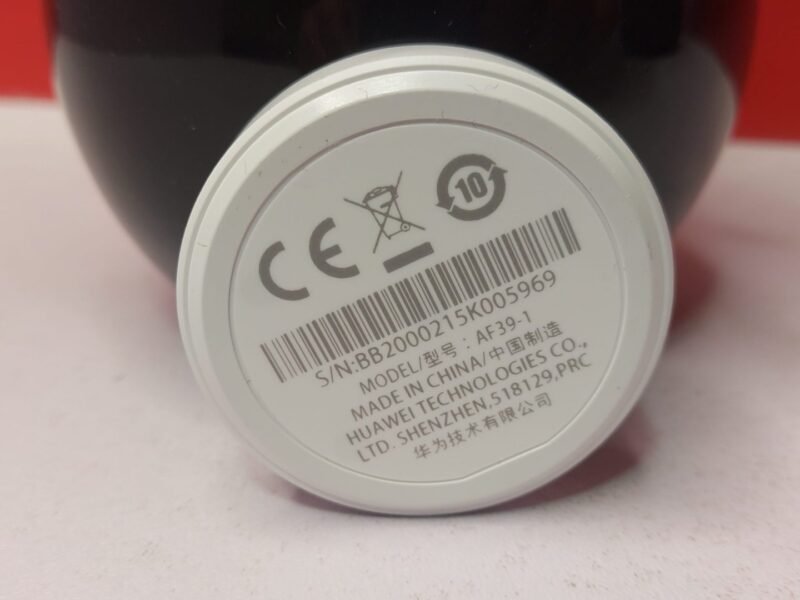 CE
10
S/N:BB2000215K005969
MODEL/型号: AF39-1
MADE IN CHINA/中国制造
HUAWEI TECHNOLOGIES CO.,
LTD. SHENZHEN,518129,PRC
华为技术有限公司